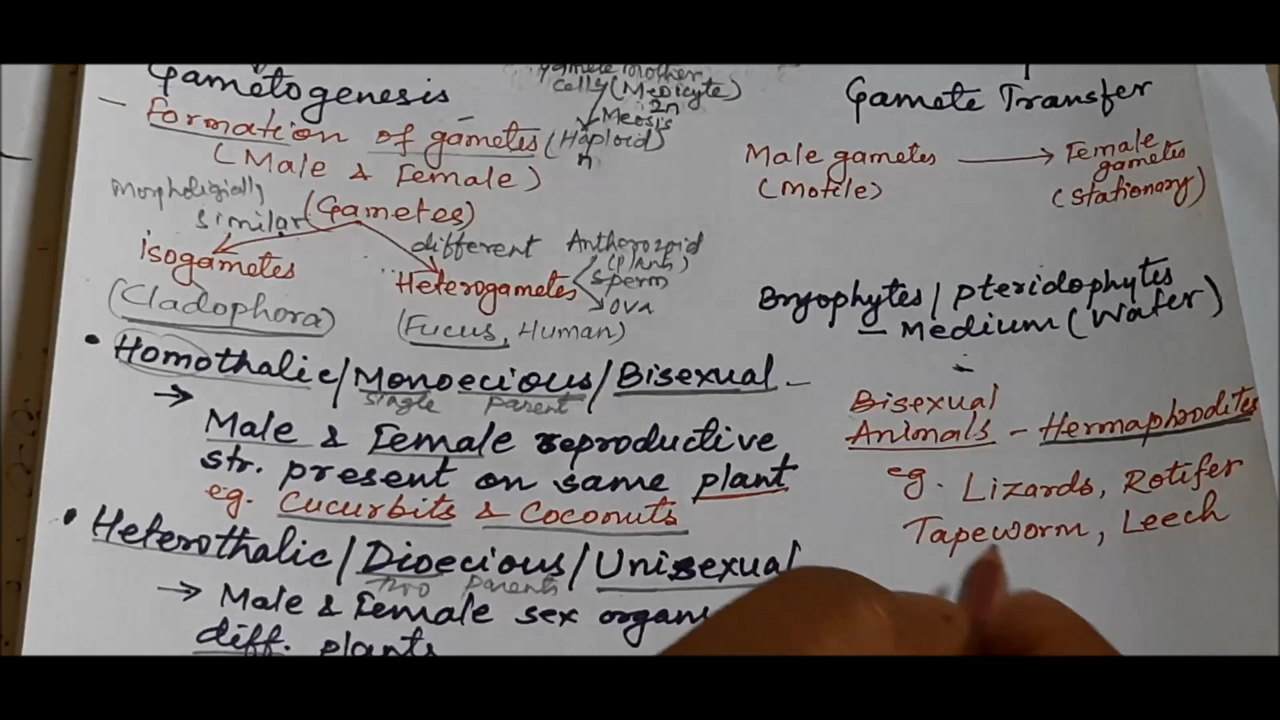 Gametogenesis
gamete mother
cell (Meiocyte)
2n
Meosis
– Formation of gametes (Haploid)
n
(Male & Female)
Morphologially
similar
(Gametes)
isogametes
(Cladophora)
different
Heterogametes
Antherozoid
(Plants)
sperm
ova
(Fucus, Human)
• Homothalic/Monoecious/Bisexual –
single parent
→ Male & Female reproductive
str. present on same plant
eg. Cucurbits & Coconuts
• Heterothalic/Dioecious/Unisexual
Two Parents
→ Male & Female sex organ
diff. plants
Gamete Transfer
Male gametes → Female
gametes
(Motile)
(Stationary)
Bryophytes/pteridophytes
– Medium (Water)
Bisexual
Animals – Hermaphrodites
eg. Lizards, Rotifer
Tapeworm, Leech